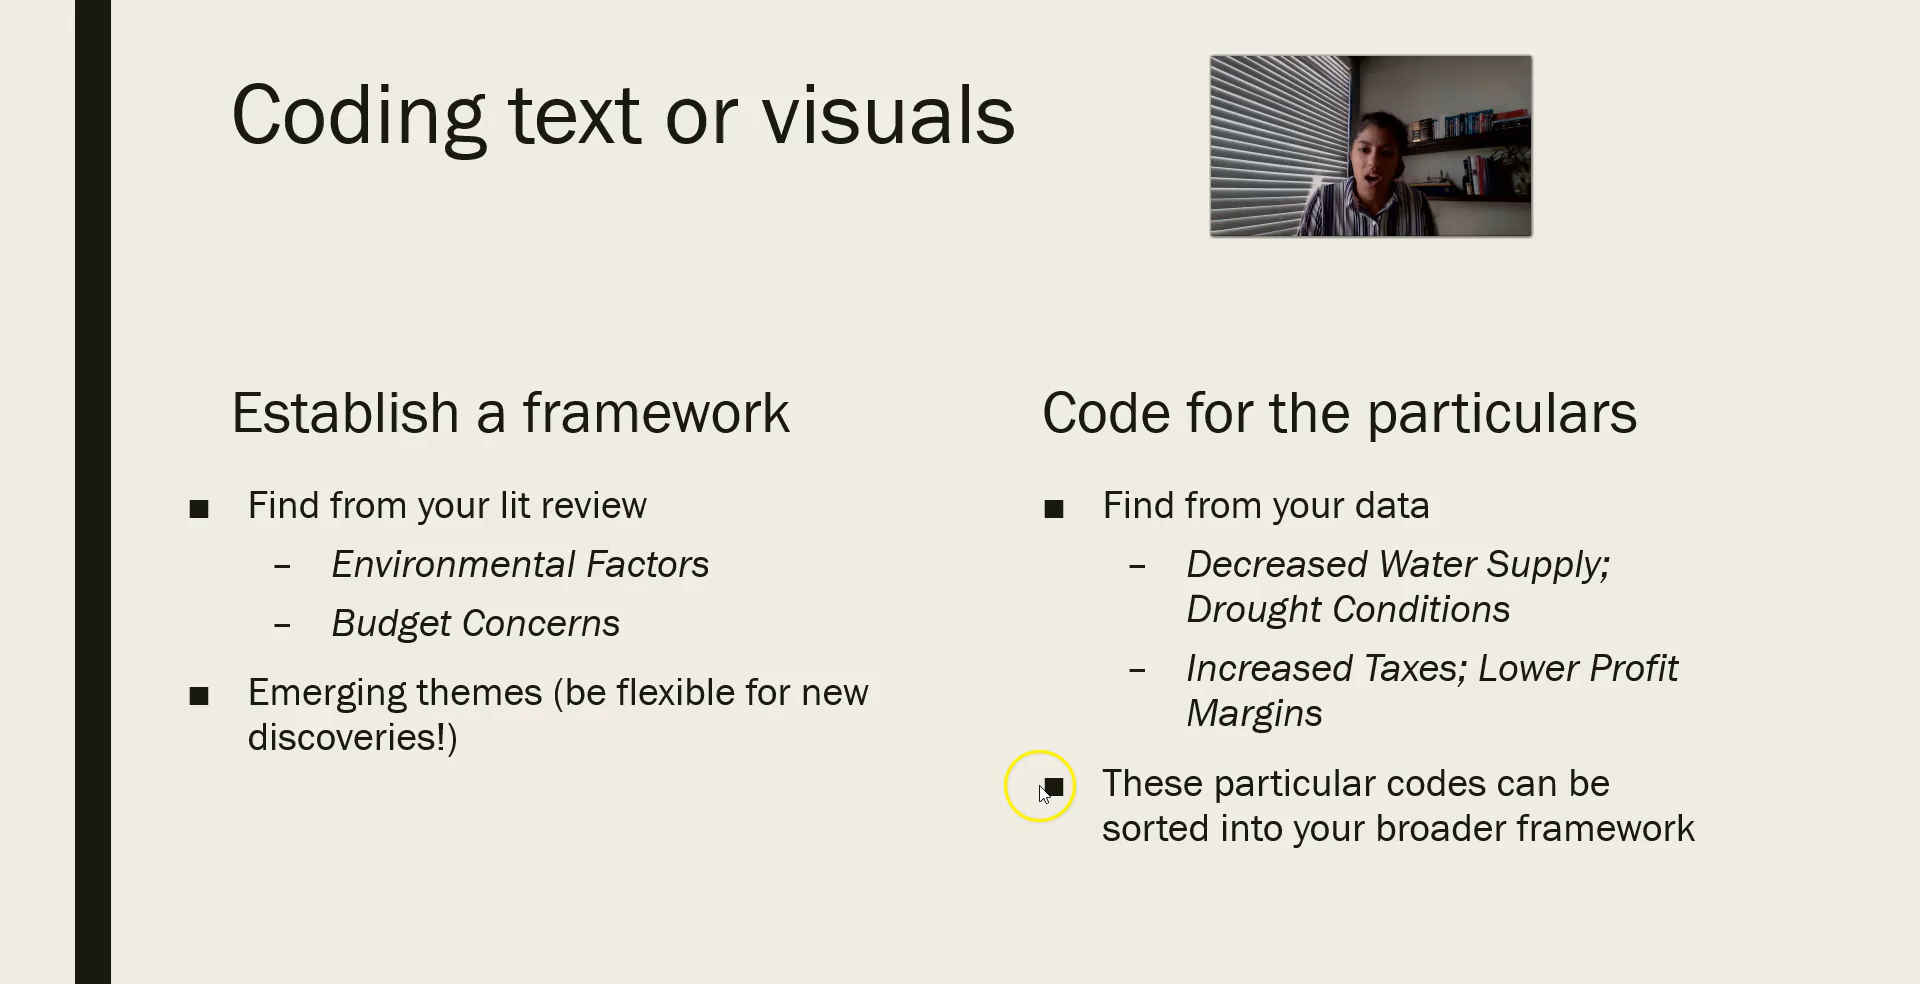 Coding text or visuals
Establish a framework
■ Find from your lit review
– Environmental Factors
– Budget Concerns
■ Emerging themes (be flexible for new
discoveries!)
Code for the particulars
■ Find from your data
– Decreased Water Supply;
Drought Conditions
– Increased Taxes; Lower Profit
Margins
■ These particular codes can be
sorted into your broader framework